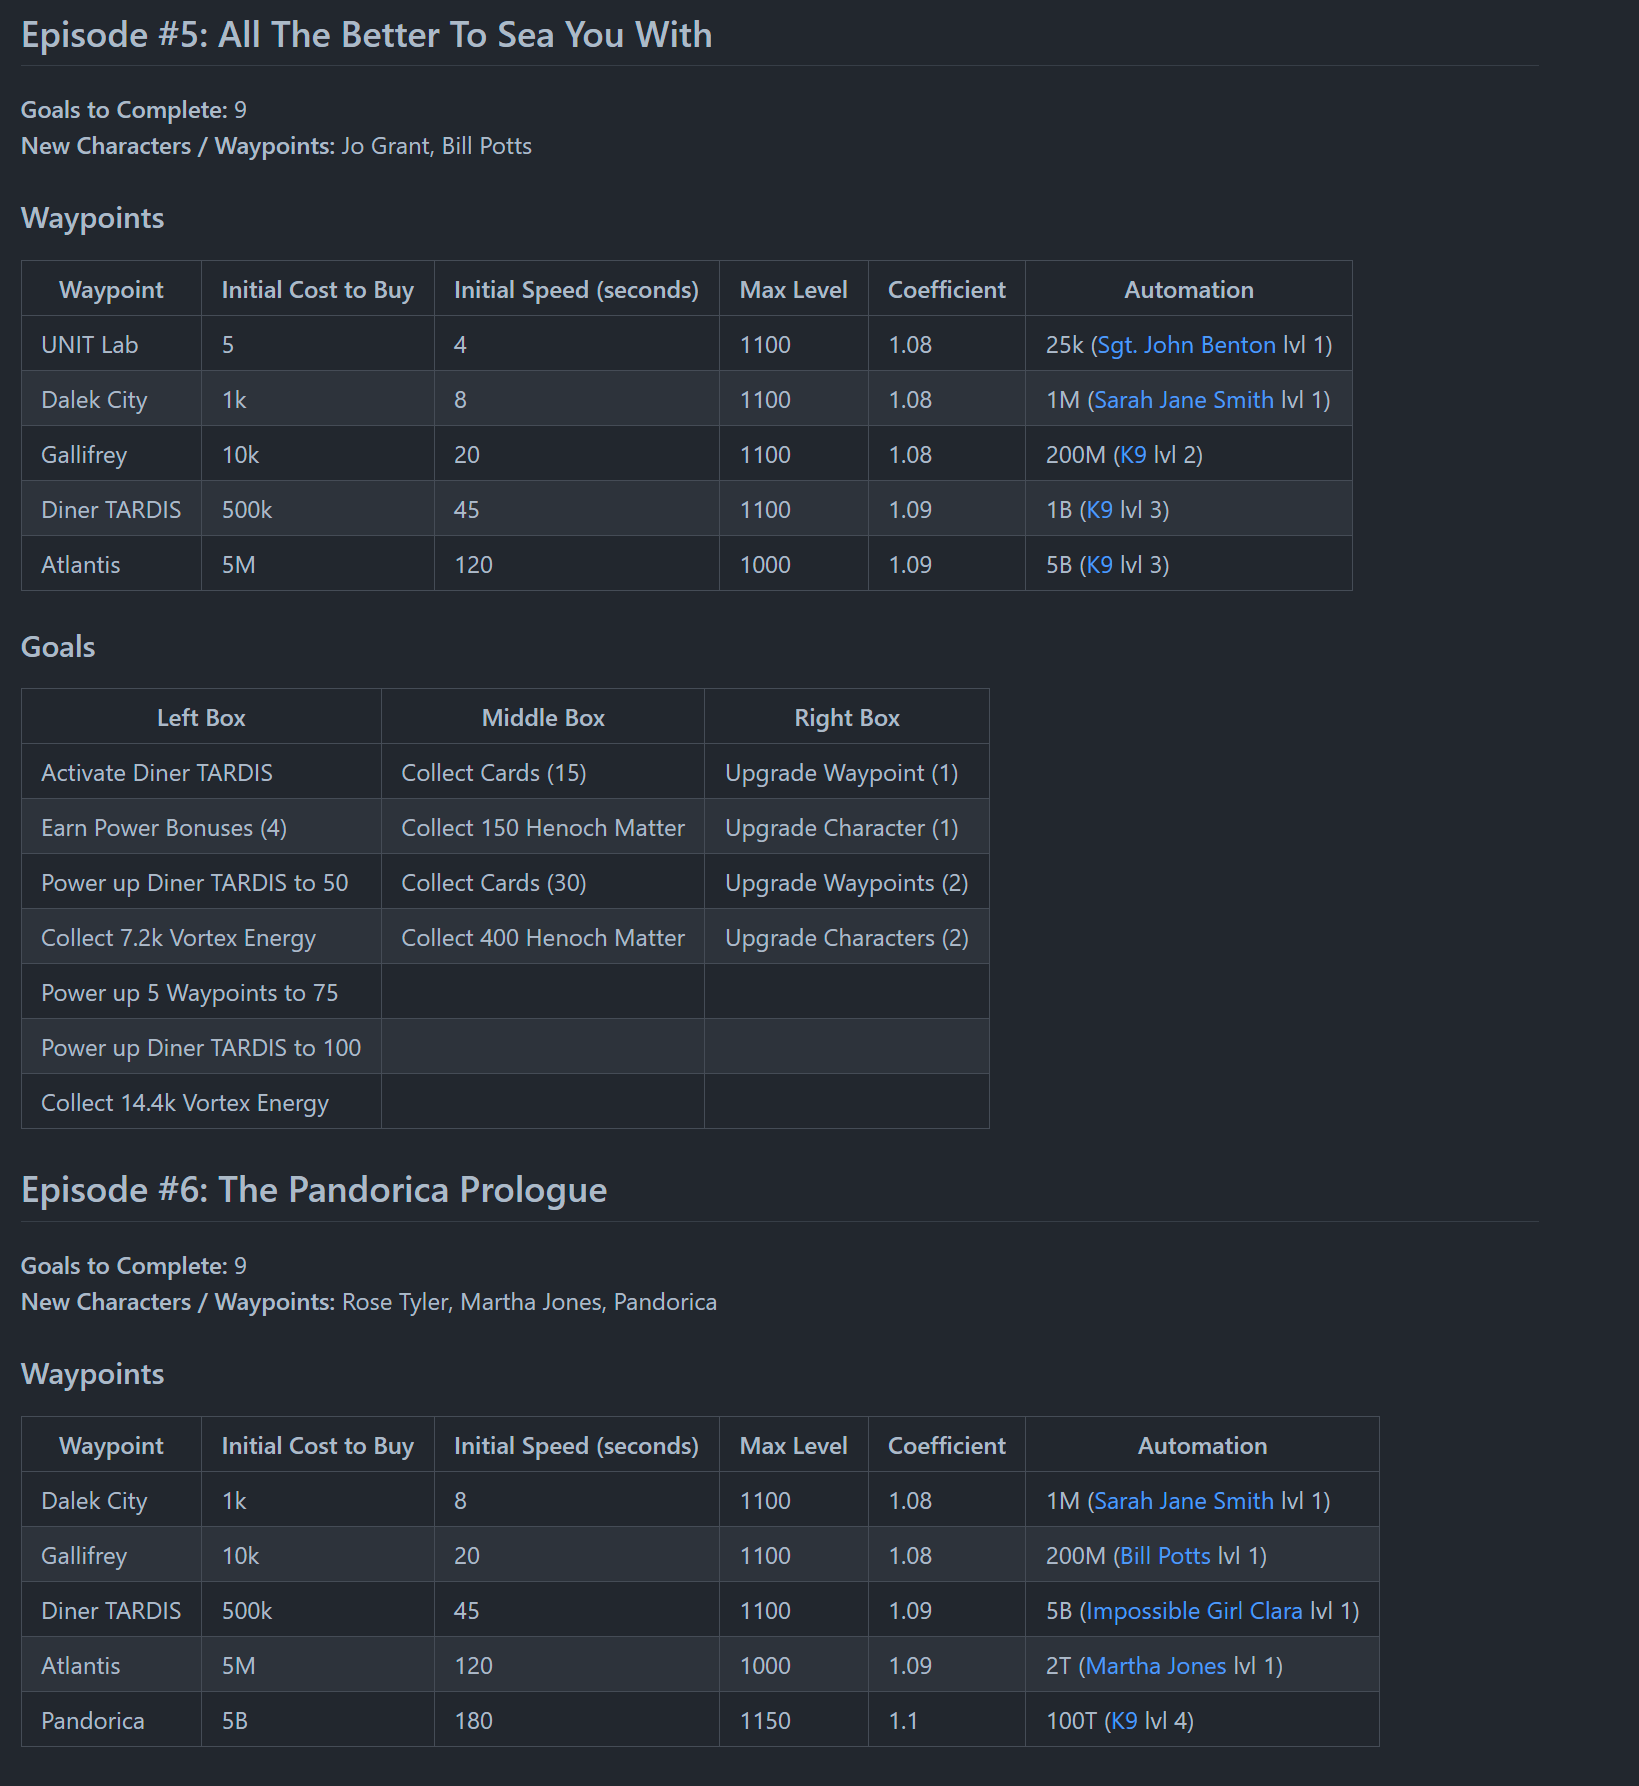 Episode #5: All The Better To Sea You With
Goals to Complete: 9
New Characters / Waypoints: Jo Grant, Bill Potts
Waypoints
Waypoint Initial Cost to Buy Initial Speed (seconds) Max Level Coefficient Automation
UNIT Lab 5 4 1100 1.08 25k (Sgt. John Benton lvl 1)
Dalek City 1k 8 1100 1.08 1M (Sarah Jane Smith lvl 1)
Gallifrey 10k 20 1100 1.08 200M (K9 lvl 2)
Diner TARDIS 500k 45 1100 1.09 1B (K9 lvl 3)
Atlantis 5M 120 1000 1.09 5B (K9 lvl 3)
Goals
Left Box Middle Box Right Box
Activate Diner TARDIS Collect Cards (15) Upgrade Waypoint (1)
Earn Power Bonuses (4) Collect 150 Henoch Matter Upgrade Character (1)
Power up Diner TARDIS to 50 Collect Cards (30) Upgrade Waypoints (2)
Collect 7.2k Vortex Energy Collect 400 Henoch Matter Upgrade Characters (2)
Power up 5 Waypoints to 75
Power up Diner TARDIS to 100
Collect 14.4k Vortex Energy
Episode #6: The Pandorica Prologue
Goals to Complete: 9
New Characters / Waypoints: Rose Tyler, Martha Jones, Pandorica
Waypoints
Waypoint Initial Cost to Buy Initial Speed (seconds) Max Level Coefficient Automation
Dalek City 1k 8 1100 1.08 1M (Sarah Jane Smith lvl 1)
Gallifrey 10k 20 1100 1.08 200M (Bill Potts lvl 1)
Diner TARDIS 500k 45 1100 1.09 5B (Impossible Girl Clara lvl 1)
Atlantis 5M 120 1000 1.09 2T (Martha Jones lvl 1)
Pandorica 5B 180 1150 1.1 100T (K9 lvl 4)